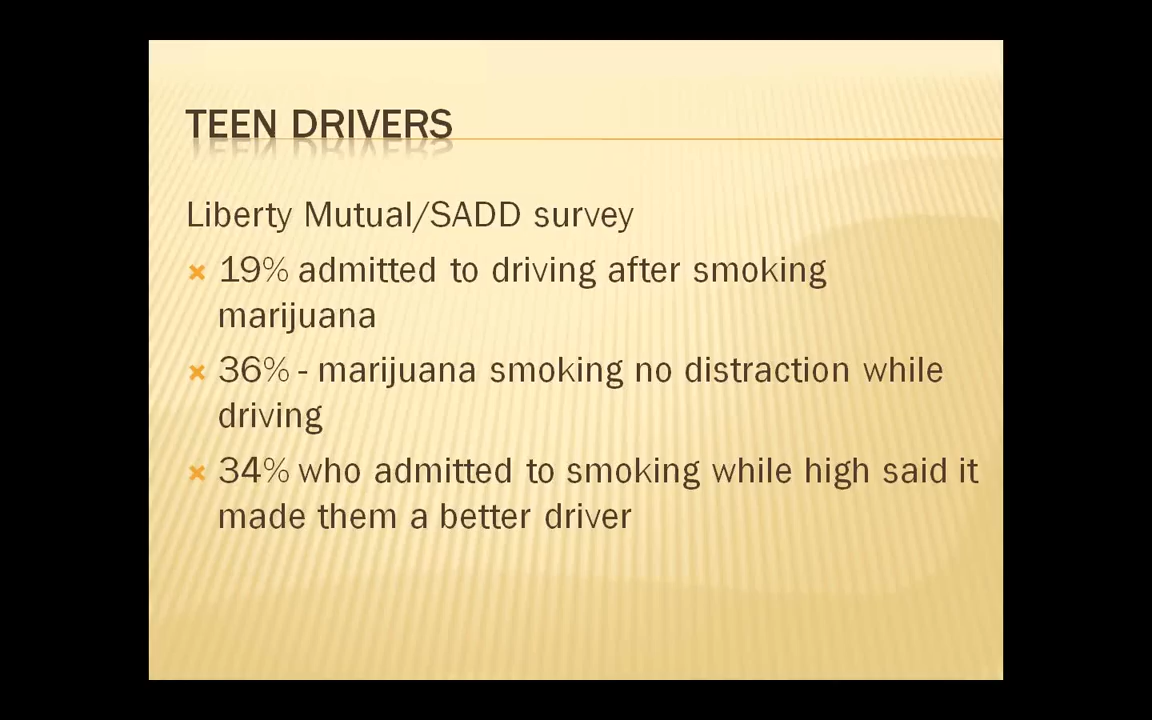 TEEN DRIVERS
Liberty Mutual/SADD survey
19% admitted to driving after smoking
marijuana
36% - marijuana smoking no distraction while
driving
34% who admitted to smoking while high said it
made them a better driver